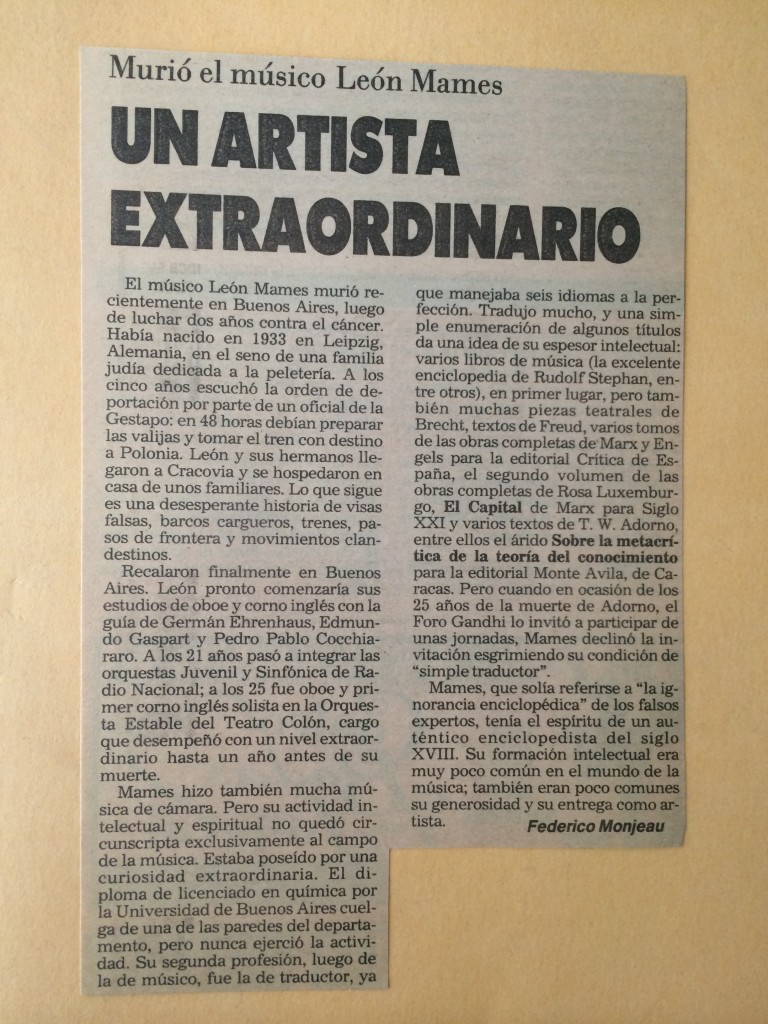 Murió el músico León Mames
UN ARTISTA
EXTRAORDINARIO
El músico León Mames murió re-
cientemente en Buenos Aires, luego
de luchar dos años contra el cáncer.
Había nacido en 1933 en Leipzig,
Alemania, en el seno de una familia
judía dedicada a la peletería. A los
cinco años escuchó la orden de de-
portación por parte de un oficial de la
Gestapo: en 48 horas debían preparar
las valijas y tomar el tren con destino
a Polonia. León y sus hermanos lle-
garon a Cracovia y se hospedaron en
casa de unos familiares. Lo que sigue
es una desesperante historia de visas
falsas, barcos cargueros, trenes, pa-
sos de frontera y movimientos clan-
destinos.
Recalaron finalmente en Buenos
Aires. León pronto comenzaría sus
estudios de oboe y corno inglés con la
guía de Germán Ehrenhaus, Edmun-
do Gaspart y Pedro Pablo Cocchia-
raro. A los 21 años pasó a integrar las
orquestas Juvenil y Sinfónica de Ra-
dio Nacional; a los 25 fue oboe y pri-
mer corno inglés solista en la Orques-
ta Estable del Teatro Colón, cargo
que desempeñó con un nivel extraor-
dinario hasta un año antes de su
muerte.
Mames hizo también mucha mú-
sica de cámara. Pero su actividad in-
telectual y espiritual no quedó cir-
cunscripta exclusivamente al campo
de la música. Estaba poseído por una
curiosidad extraordinaria. El di-
ploma de licenciado en química por
la Universidad de Buenos Aires cuel-
ga de una de las paredes del departa-
mento, pero nunca ejerció la activi-
dad. Su segunda profesión, luego de
la de músico, fue la de traductor, ya
que manejaba seis idiomas a la per-
fección. Tradujo mucho, y una sim-
ple enumeración de algunos títulos
da una idea de su espesor intelectual:
varios libros de música (la excelente
enciclopedia de Rudolf Stephan, en-
tre otros), en primer lugar, pero tam-
bién muchas piezas teatrales de
Brecht, textos de Freud, varios tomos
de las obras completas de Marx y En-
gels para la editorial Crítica de Es-
paña, el segundo volumen de las
obras completas de Rosa Luxembur-
go, El Capital de Marx para Siglo
XXI y varios textos de T. W. Adorno,
entre ellos el árido Sobre la metacrí-
tica de la teoría del conocimiento
para la editorial Monte Avila, de Ca-
racas. Pero cuando en ocasión de los
25 años de la muerte de Adorno, el
Foro Gandhi lo invitó a participar de
unas jornadas, Mames declinó la in-
vitación esgrimiendo su condición de
“simple traductor”.
Mames, que solía referirse a “la ig-
norancia enciclopédica” de los falsos
expertos, tenía el espíritu de un au-
téntico enciclopedista del siglo
XVIII. Su formación intelectual era
muy poco común en el mundo de la
música; también eran poco comunes
su generosidad y su entrega como ar-
tista.
Federico Monjeau